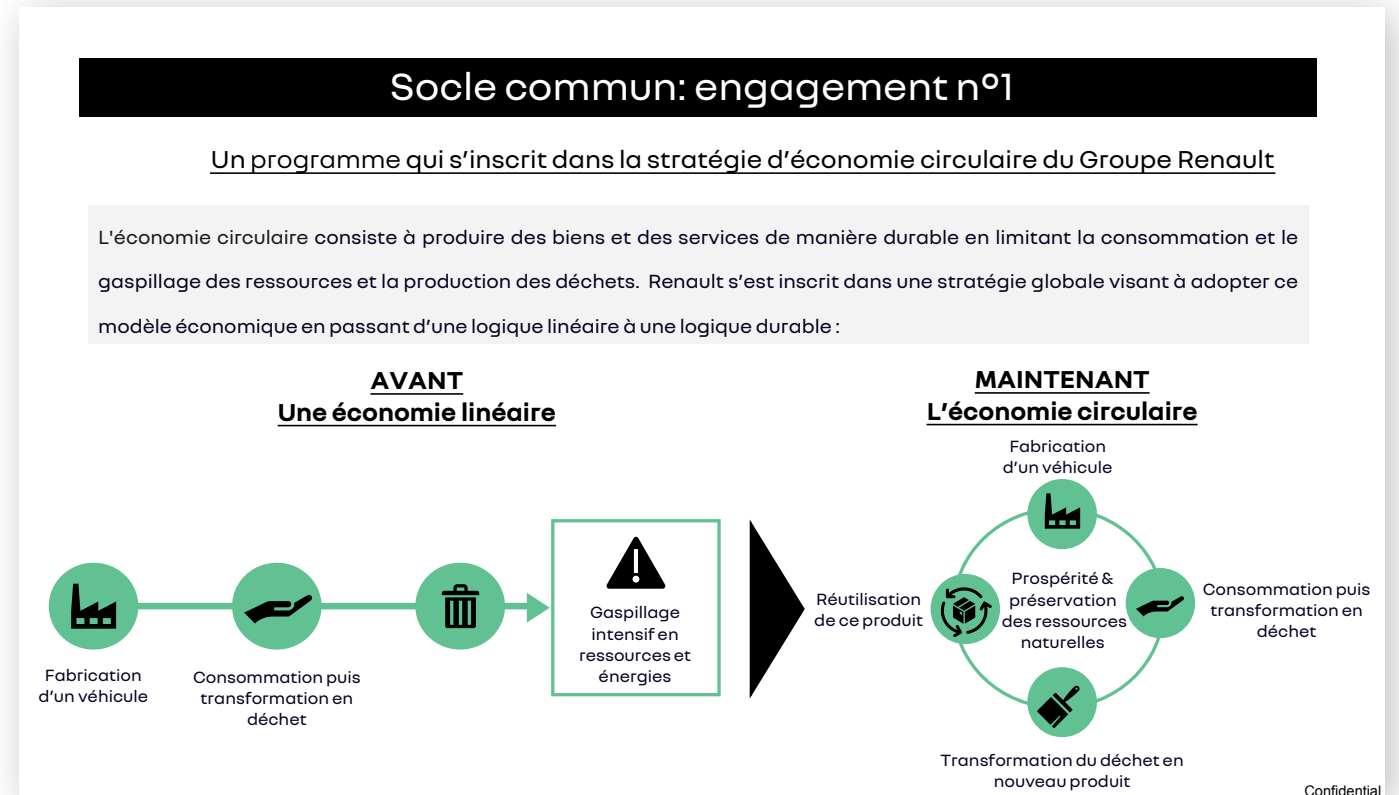 Socle commun: engagement n°1
Un programme qui s’inscrit dans la stratégie d’économie circulaire du Groupe Renault
L'économie circulaire consiste à produire des biens et des services de manière durable en limitant la consommation et le
gaspillage des ressources et la production des déchets. Renault s’est inscrit dans une stratégie globale visant à adopter ce
modèle économique en passant d’une logique linéaire à une logique durable :
AVANT
Une économie linéaire
Fabrication
d’un véhicule
Consommation puis
transformation en
déchet
Gaspillage
intensif en
ressources et
énergies
MAINTENANT
L’économie circulaire
Fabrication
d’un véhicule
Consommation puis
transformation en
déchet
Transformation du déchet en
nouveau produit
Réutilisation
de ce produit
Prospérité &
préservation
des ressources
naturelles
Confidential